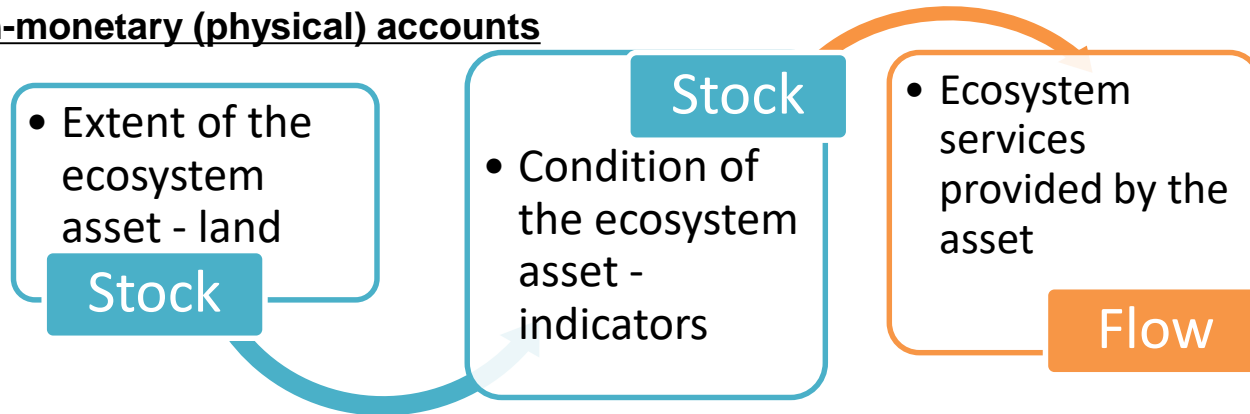 -monetary (physical) accounts
• Extent of the
ecosystem
asset - land
Stock
Stock
• Condition of
the ecosystem
asset -
indicators
• Ecosystem
services
provided by the
asset
Flow